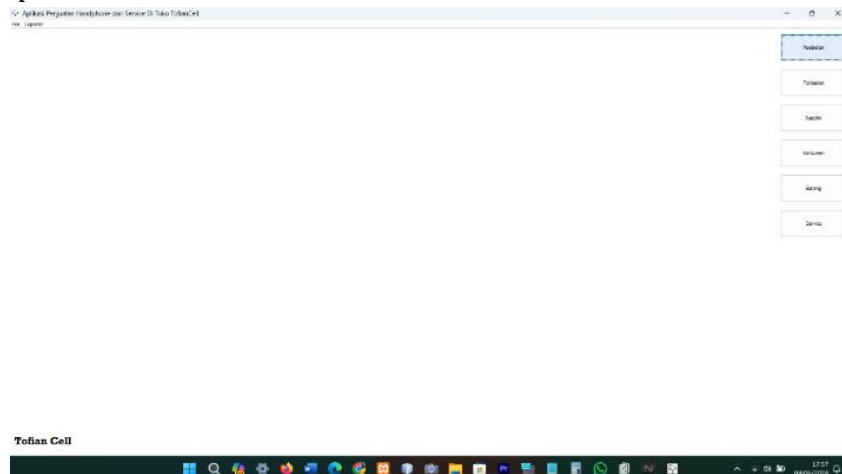 Aplikasi Penjualan Handphone dan Service Di Toko TofianCell
File Laporan
Pembelian
Penjualan
Supplier
Konsumen
Barang
Service
Tofian Cell
17:57